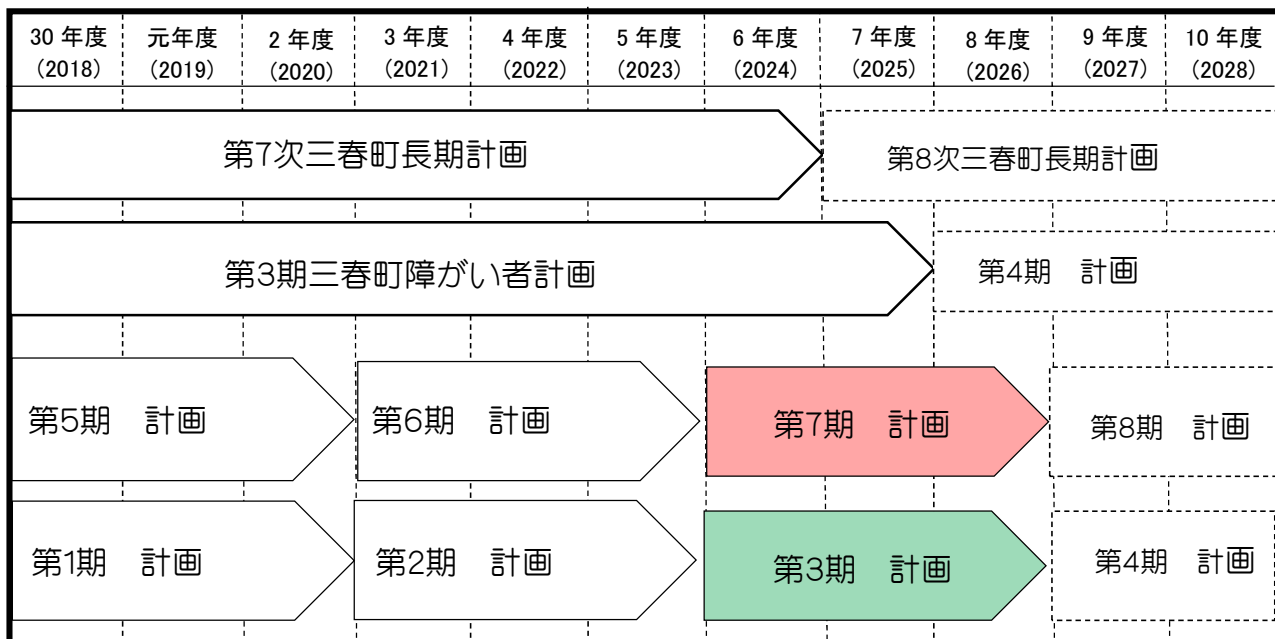 30 年度 元年度 2 年度 3 年度 4 年度 5 年度 6 年度 7 年度 8 年度 9 年度 10 年度
(2018) (2019) (2020) (2021) (2022) (2023) (2024) (2025) (2026) (2027) (2028)
第7次三春町長期計画 第8次三春町長期計画
第3期三春町障がい者計画 第4期 計画
第5期 計画 第6期 計画 第7期 計画 第8期 計画
第1期 計画 第2期 計画 第3期 計画 第4期 計画